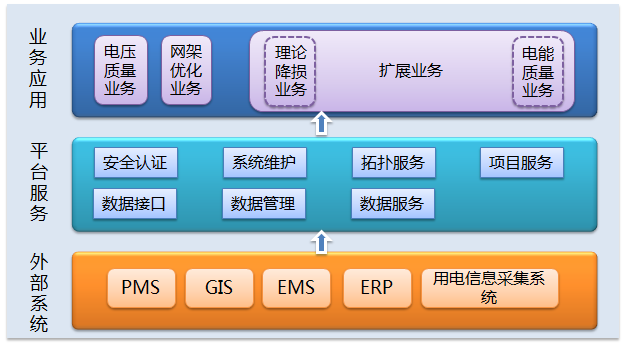 业务应用
电压
质量
业务
网架
优化
业务
理论
降损
业务
扩展业务
电能
质量
业务
平台服务
安全认证
系统维护
拓扑服务
项目服务
数据接口
数据管理
数据服务
外部系统
PMS
GIS
EMS
ERP
用电信息采集系
统